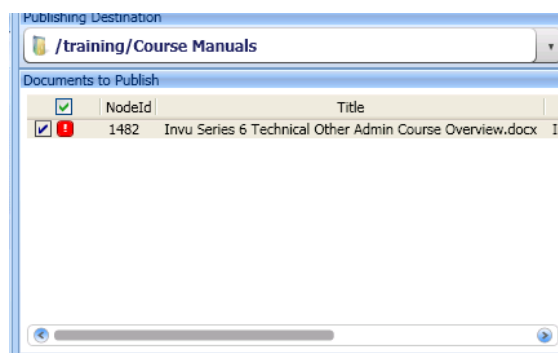 Publishing Destination
/training/Course Manuals
Documents to Publish
NodeId Title
1482 Invu Series 6 Technical Other Admin Course Overview.docx I